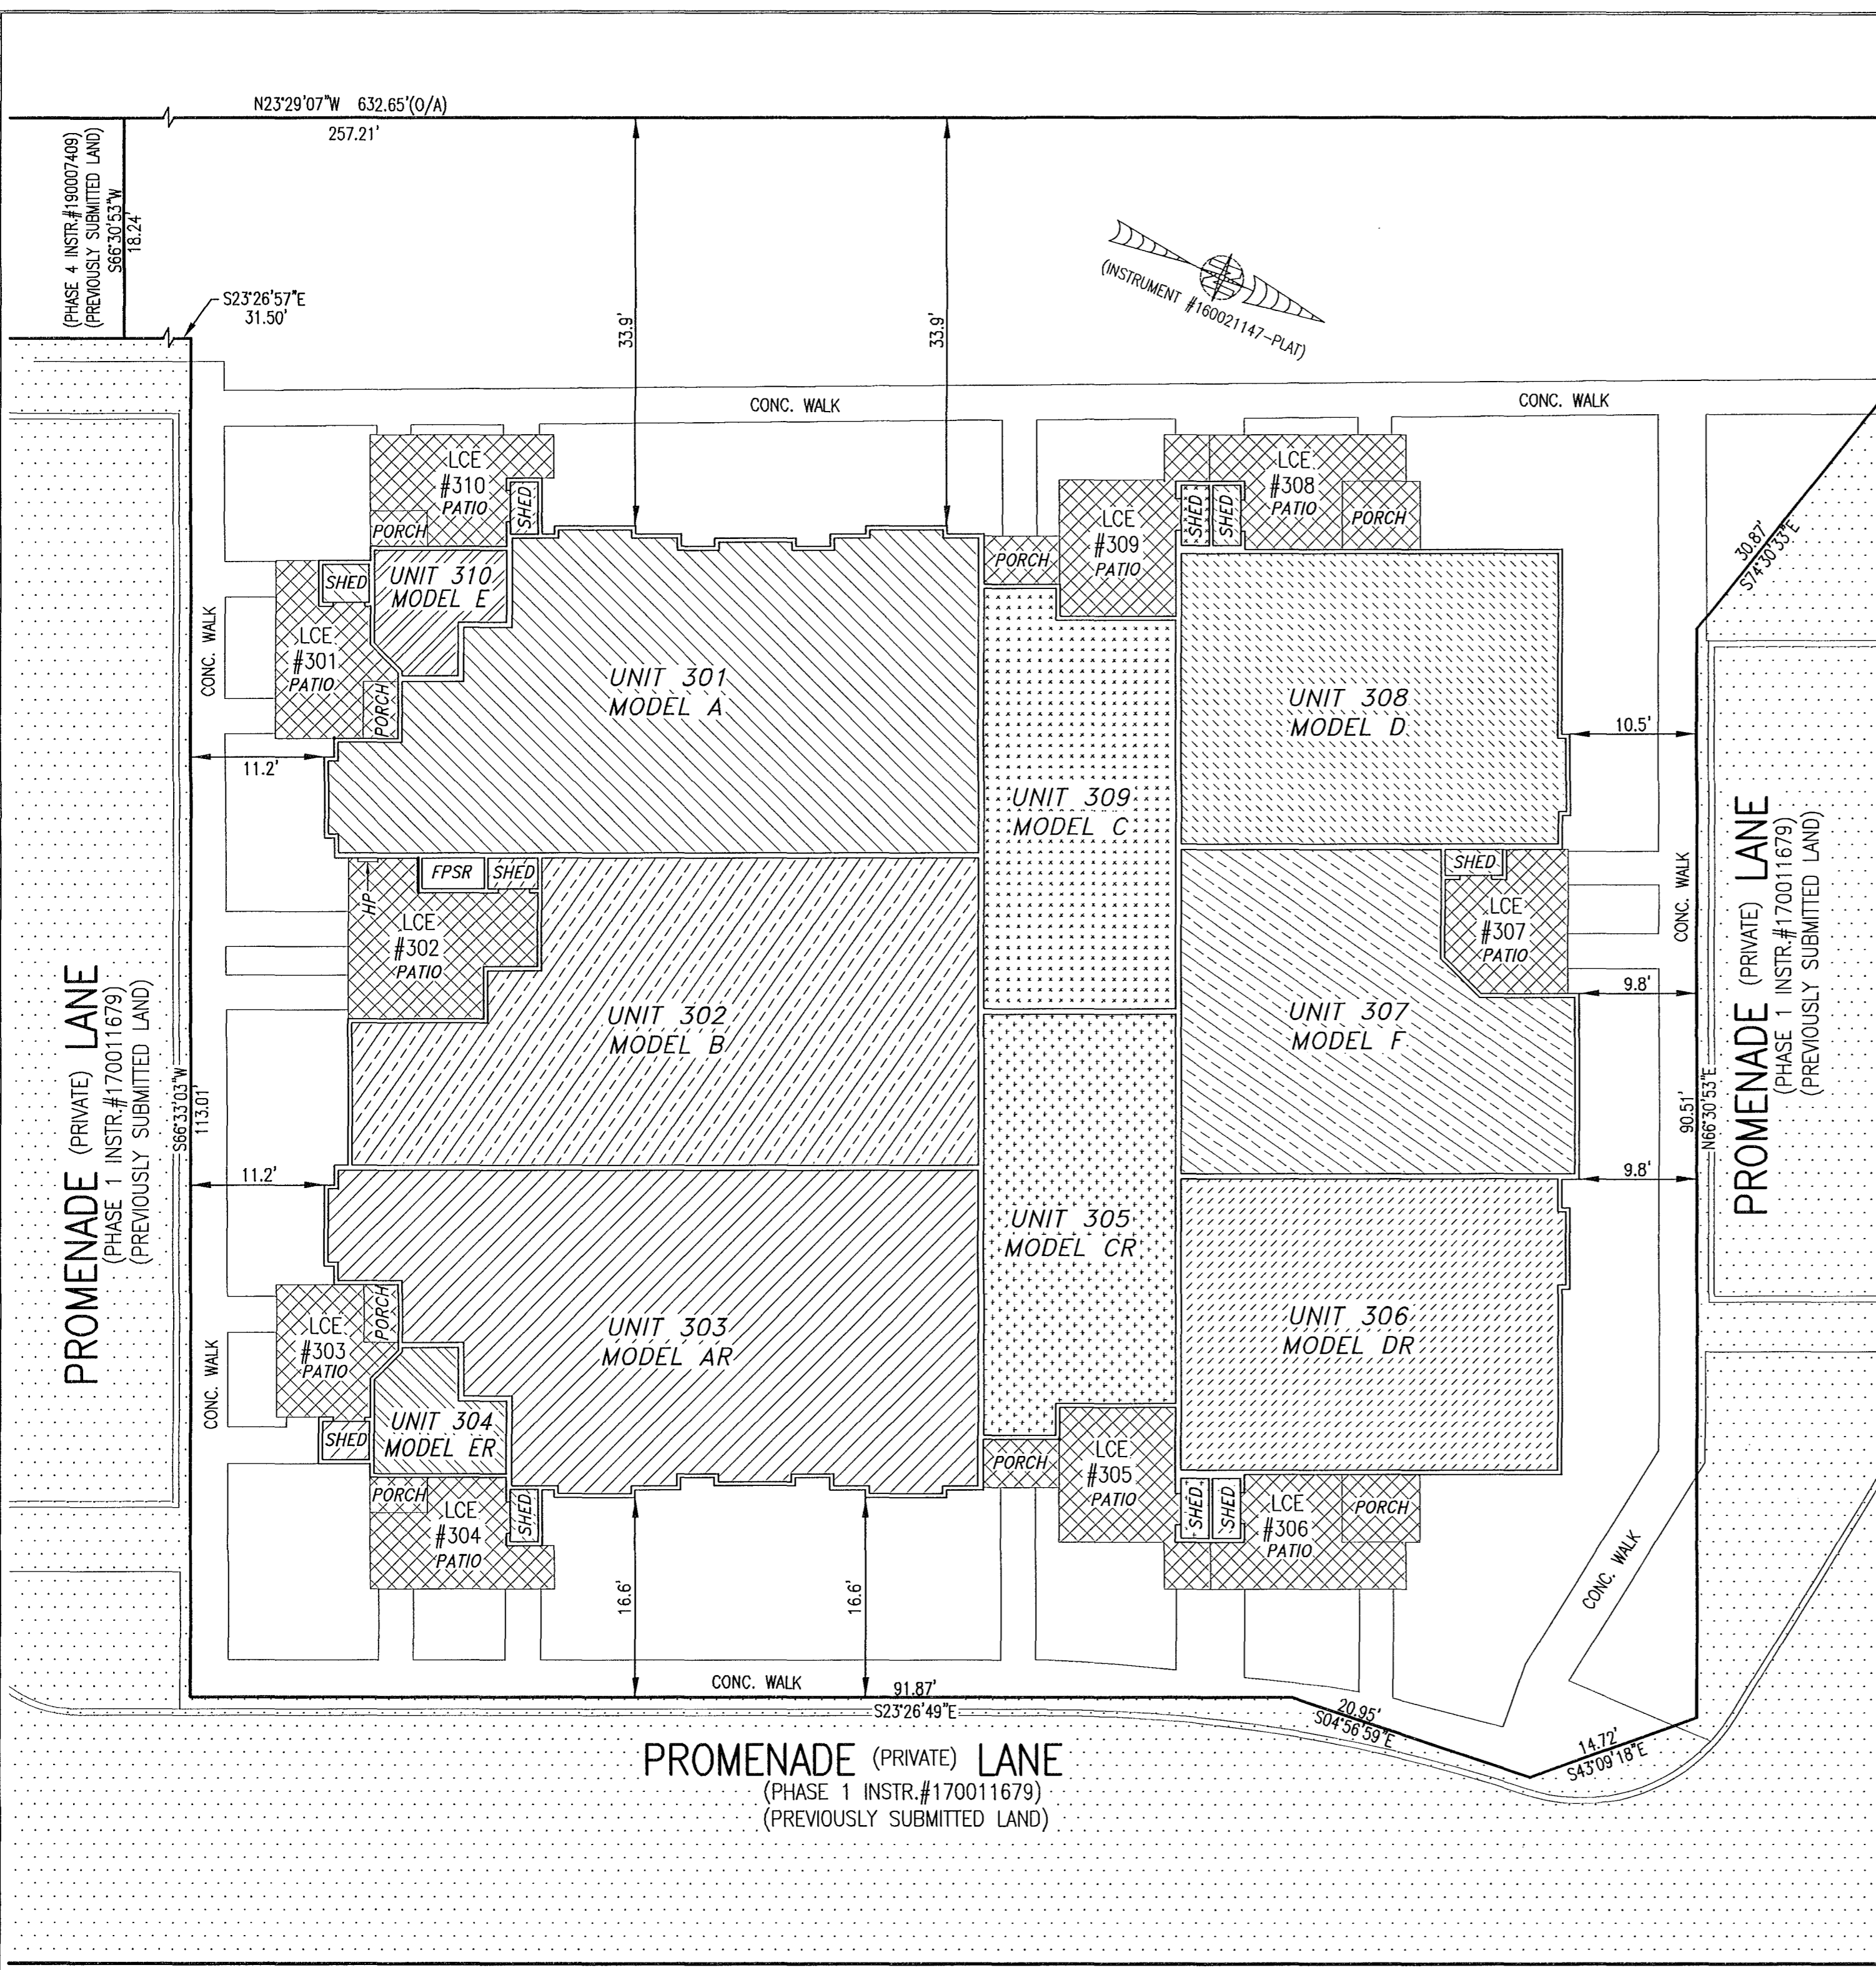 N23°29'07"W 632.65'(O/A)
257.21'
(PHASE 4 INSTR.#190007409)
(PREVIOUSLY SUBMITTED LAND)
S66°30'53"W
18.24'
S23°26'57"E
31.50'
33.9'
33.9'
(INSTRUMENT #160021147-PLAT)
CONC. WALK
CONC. WALK
LCE
#310
PATIO
PORCH
SHED
LCE
#308
PATIO
SHED
SHED
PORCH
LCE
#309
PATIO
PORCH
30.87'
S74°30'33"E
SHED
UNIT 310
MODEL E
LCE
#301
PATIO
PORCH
CONC. WALK
UNIT 301
MODEL A
UNIT 308
MODEL D
10.5'
11.2'
UNIT 309
MODEL C
HP
FPSR
SHED
LCE
#302
PATIO
SHED
LCE
#307
PATIO
CONC. WALK
9.8'
UNIT 302
MODEL B
UNIT 307
MODEL F
PROMENADE (PRIVATE) LANE
(PHASE 1 INSTR.#170011679)
(PREVIOUSLY SUBMITTED LAND)
S66°33'03"W
113.01'
90.51'
N66°30'53"E
PROMENADE (PRIVATE) LANE
(PHASE 1 INSTR.#170011679)
(PREVIOUSLY SUBMITTED LAND)
11.2'
9.8'
UNIT 305
MODEL CR
UNIT 303
MODEL AR
UNIT 306
MODEL DR
CONC. WALK
LCE
#303
PATIO
PORCH
SHED
UNIT 304
MODEL ER
PORCH
LCE
#304
PATIO
SHED
PORCH
LCE
#305
PATIO
SHED
SHED
LCE
#306
PATIO
PORCH
16.6'
16.6'
CONC. WALK
CONC. WALK
91.87'
S23°26'49"E
20.95'
S04°56'59"E
14.72'
S43°09'18"E
PROMENADE (PRIVATE) LANE
(PHASE 1 INSTR.#170011679)
(PREVIOUSLY SUBMITTED LAND)